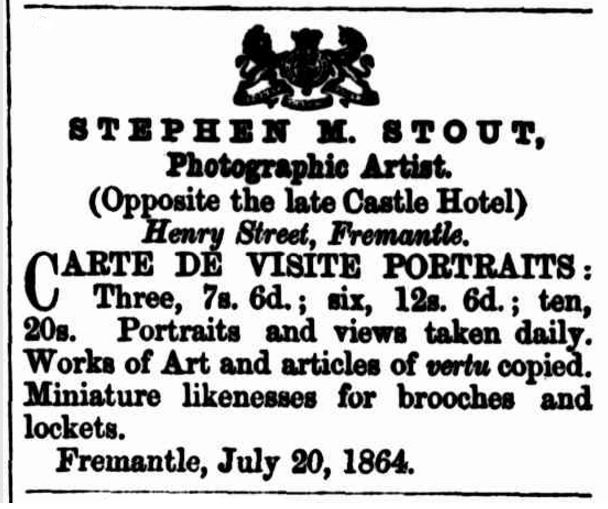 STEPHEN M. STOUT,
Photographic Artist.
(Opposite the late Castle Hotel)
Henry Street, Fremantle.
CARTE DE VISITE PORTRAITS:
Three, 7s. 6d.; six, 12s. 6d.; ten,
20s. Portraits and views taken daily.
Works of Art and articles of vertu copied.
Miniature likenesses for brooches and
lockets.
Fremantle, July 20, 1864.